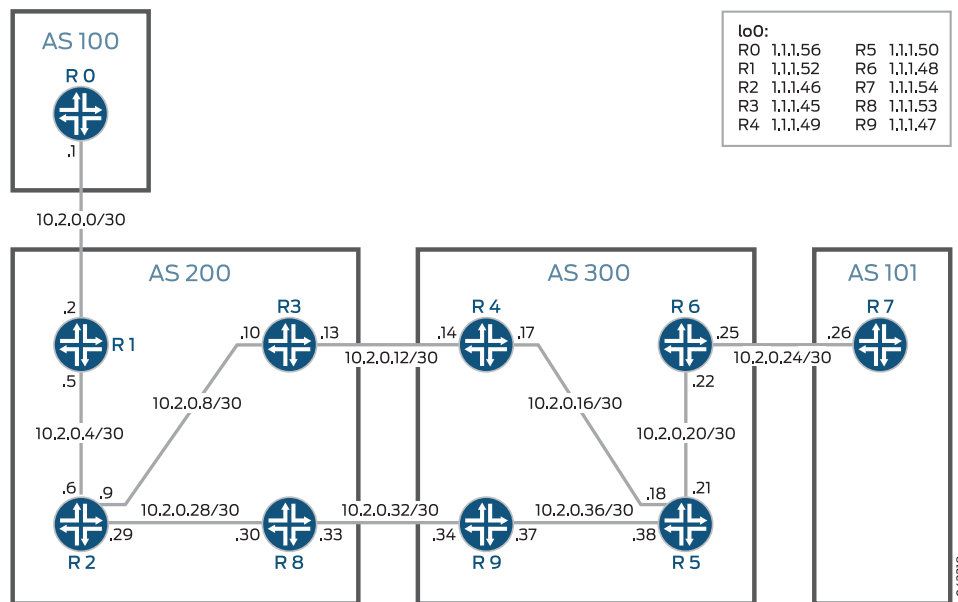 AS 100
R 0
.1
10.2.0.0/30
lo0:
R0 1.1.1.56 R5 1.1.1.50
R1 1.1.1.52 R6 1.1.1.48
R2 1.1.1.46 R7 1.1.1.54
R3 1.1.1.45 R8 1.1.1.53
R4 1.1.1.49 R9 1.1.1.47
AS 200
.2
R 1
.5
10.2.0.4/30
.6
.9
R 2
.29
10.2.0.8/30
R3
.10
.13
10.2.0.28/30
.30
.33
R 8
10.2.0.12/30
10.2.0.32/30
AS 300
R 4
.14
.17
10.2.0.16/30
R 6
.25
.22
10.2.0.20/30
.18
.21
.34
.37
R 9
10.2.0.36/30
.38
R 5
10.2.0.24/30
AS 101
R 7
.26